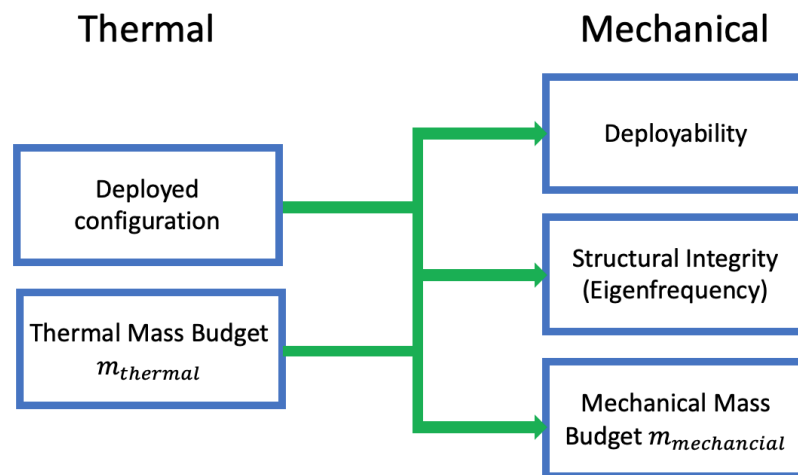 Thermal
Mechanical
Deployed
configuration
Thermal Mass Budget
m_thermal
Deployability
Structural Integrity
(Eigenfrequency)
Mechanical Mass
Budget m_mechancial